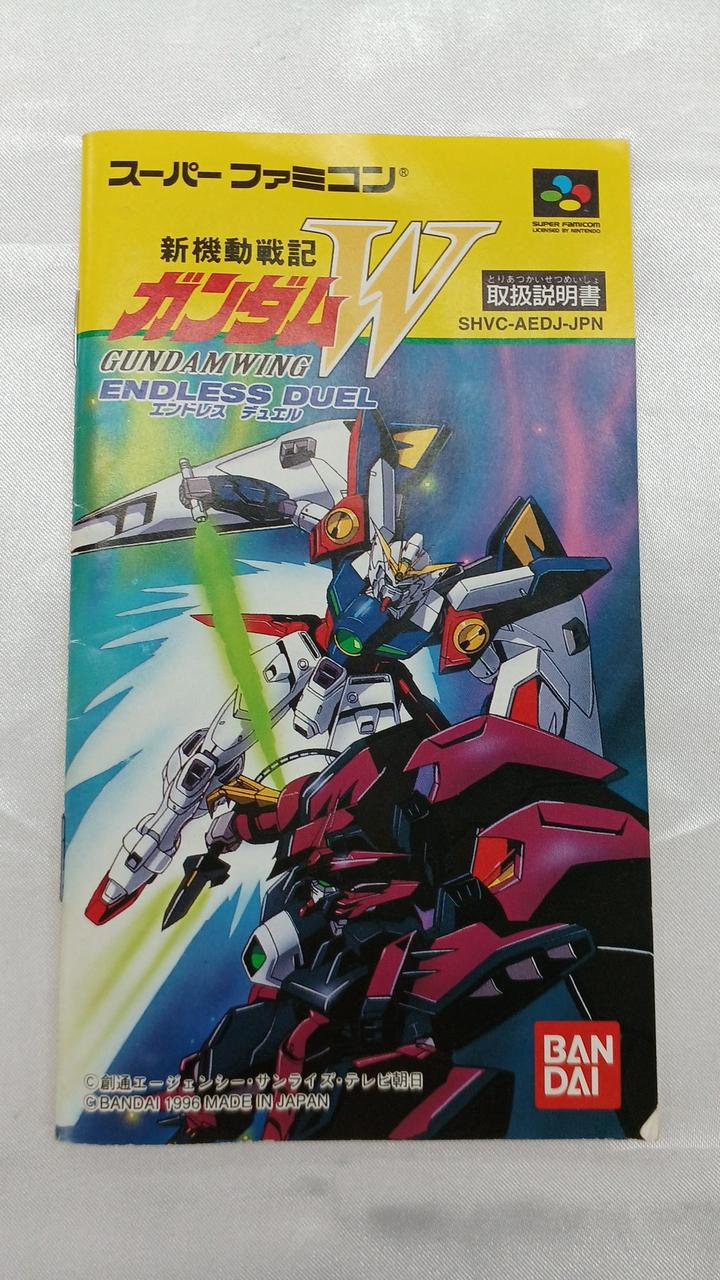 スーパーファミコン®
SUPER FAMICOM
LICENSED BY NINTENDO
新機動戦記
ガンダムW
GUNDAMWING
ENDLESS DUEL
エンドレス デュエル
とりあつかいせつめいしょ
取扱説明書
SHVC-AEDJ-JPN
BAN
DAI
©創通エージェンシー・サンライズ・テレビ朝日
©BANDAI 1996 MADE IN JAPAN